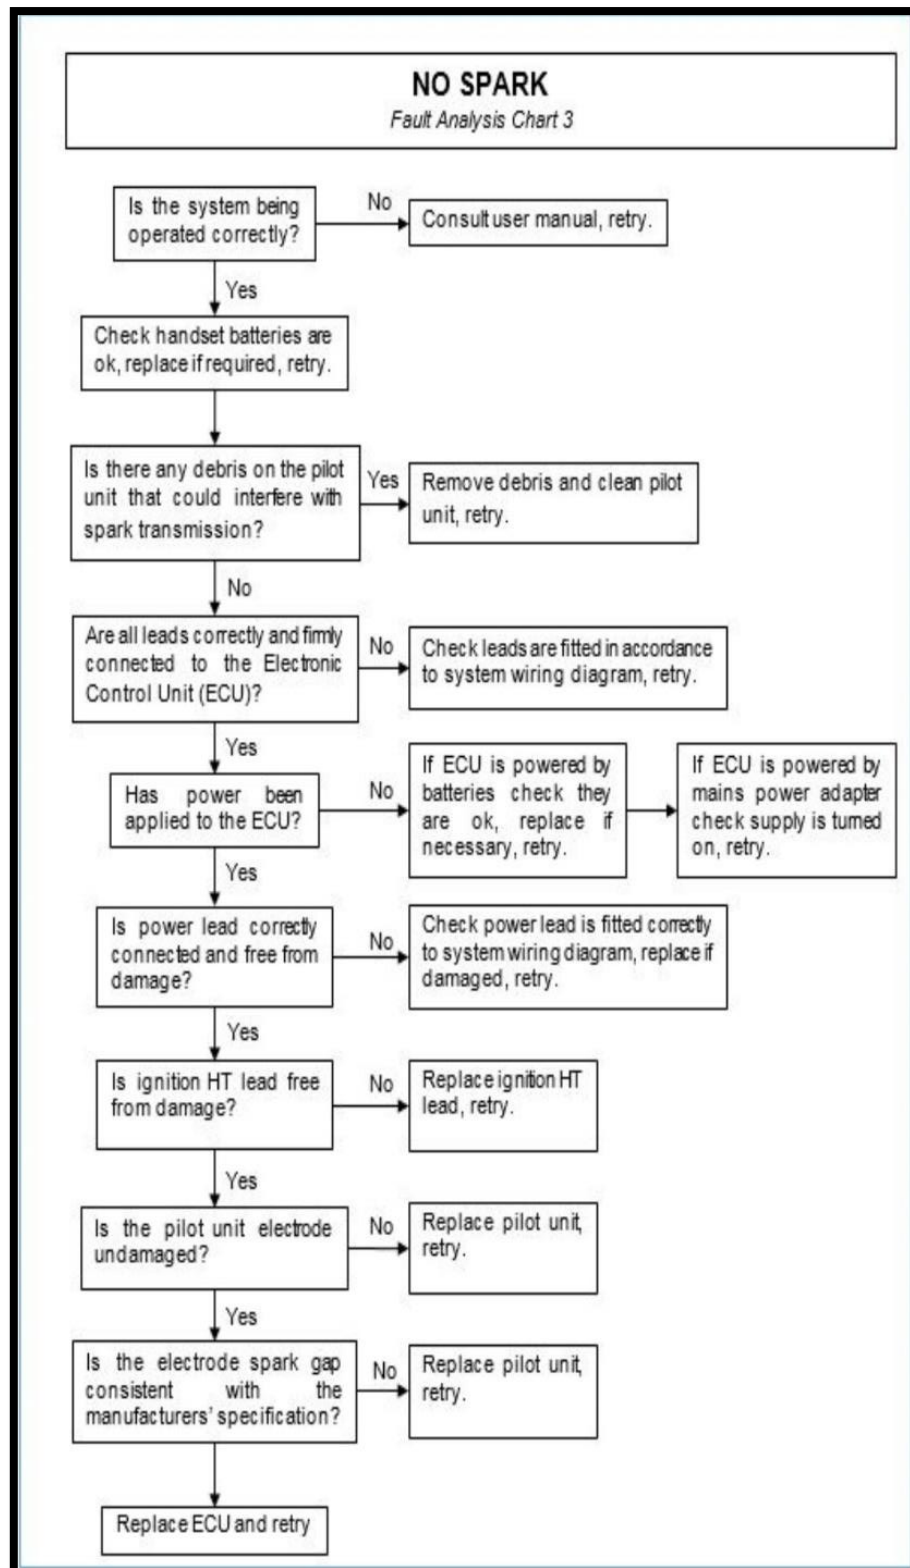 NO SPARK
Fault Analysis Chart 3
Is the system being
operated correctly?
No
Consult user manual, retry.
Yes
Check handset batteries are
ok, replace if required, retry.
Is there any debris on the pilot
unit that could interfere with
spark transmission?
Yes
Remove debris and clean pilot
unit, retry.
No
Are all leads correctly and firmly
connected to the Electronic
Control Unit (ECU)?
No
Check leads are fitted in accordance
to system wiring diagram, retry.
Yes
Has power been
applied to the ECU?
No
If ECU is powered by
batteries check they
are ok, replace if
necessary, retry.
If ECU is powered by
mains power adapter
check supply is turned
on, retry.
Yes
Is power lead correctly
connected and free from
damage?
No
Check power lead is fitted correctly
to system wiring diagram, replace if
damaged, retry.
Yes
Is ignition HT lead free
from damage?
No
Replace ignition HT
lead, retry.
Yes
Is the pilot unit electrode
undamaged?
No
Replace pilot unit,
retry.
Yes
Is the electrode spark gap
consistent with the
manufacturers' specification?
No
Replace pilot unit,
retry.
Replace ECU and retry